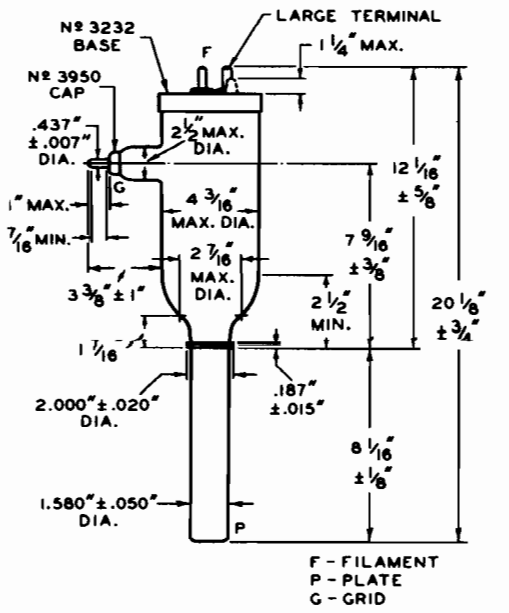 Nº 3232
BASE
F
LARGE TERMINAL
1 1/4" MAX.
Nº 3950
CAP
.437"
±.007"
DIA.
G
2 1/2" MAX.
DIA.
1" MAX.
7/16" MIN.
4 3/16"
MAX. DIA.
12 1/16"
± 5/8"
7 9/16"
± 3/8"
2 7/16"
MAX.
DIA.
3 3/8" ± 1"
2 1/2"
MIN.
20 1/8"
± 3/4"
1 7/16"
2.000" ±.020"
DIA.
.187"
±.015"
8 1/16"
± 1/8"
1.580" ±.050"
DIA.
P
F - FILAMENT
P - PLATE
G - GRID